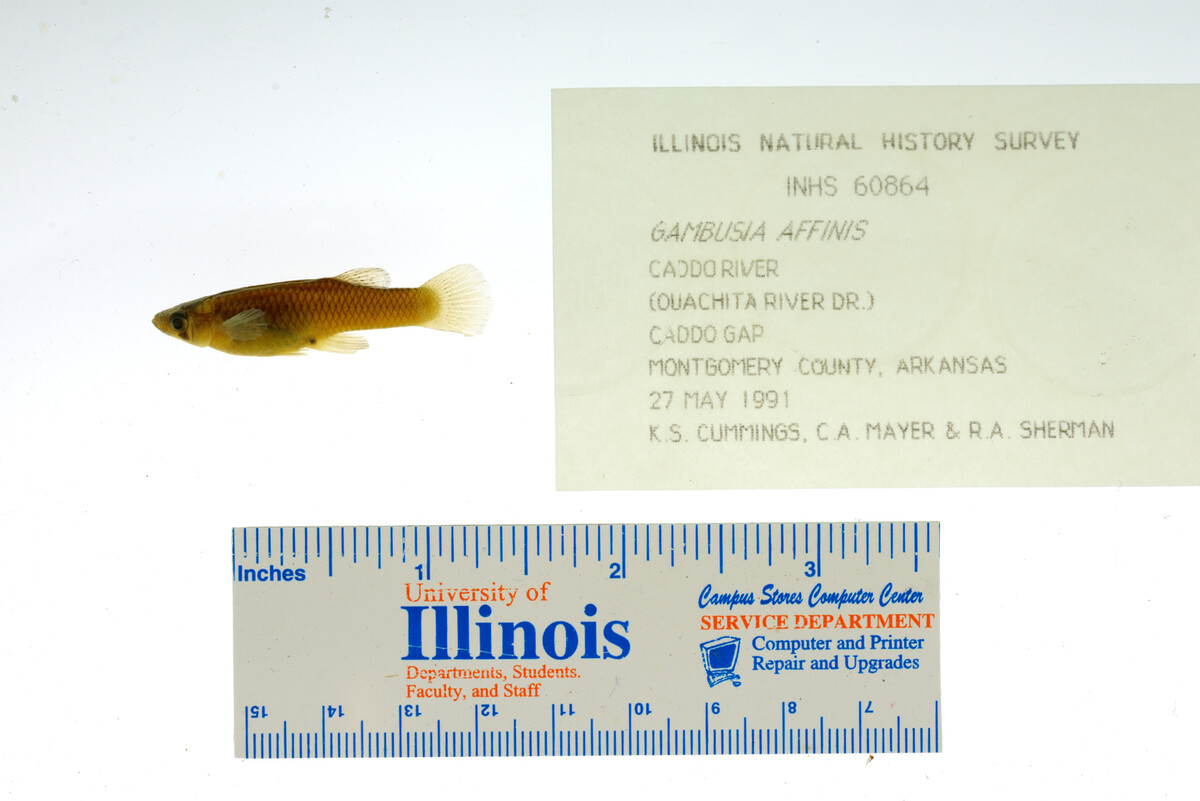 ILLINOIS NATURAL HISTORY SURVEY
INHS 60864
GAMBUSIA AFFINIS
CADDO RIVER
(OUACHITA RIVER DR.)
CADDO GAP
MONTGOMERY COUNTY, ARKANSAS
27 MAY 1991
K.S. CUMMINGS, C.A. MAYER & R.A. SHERMAN
Inches 1 2 3
University of
Illinois
Departments, Students.
Faculty, and Staff
Campus Stores Computer Center
SERVICE DEPARTMENT
Computer and Printer
Repair and Upgrades
15 14 13 12 11 10 9 8 7